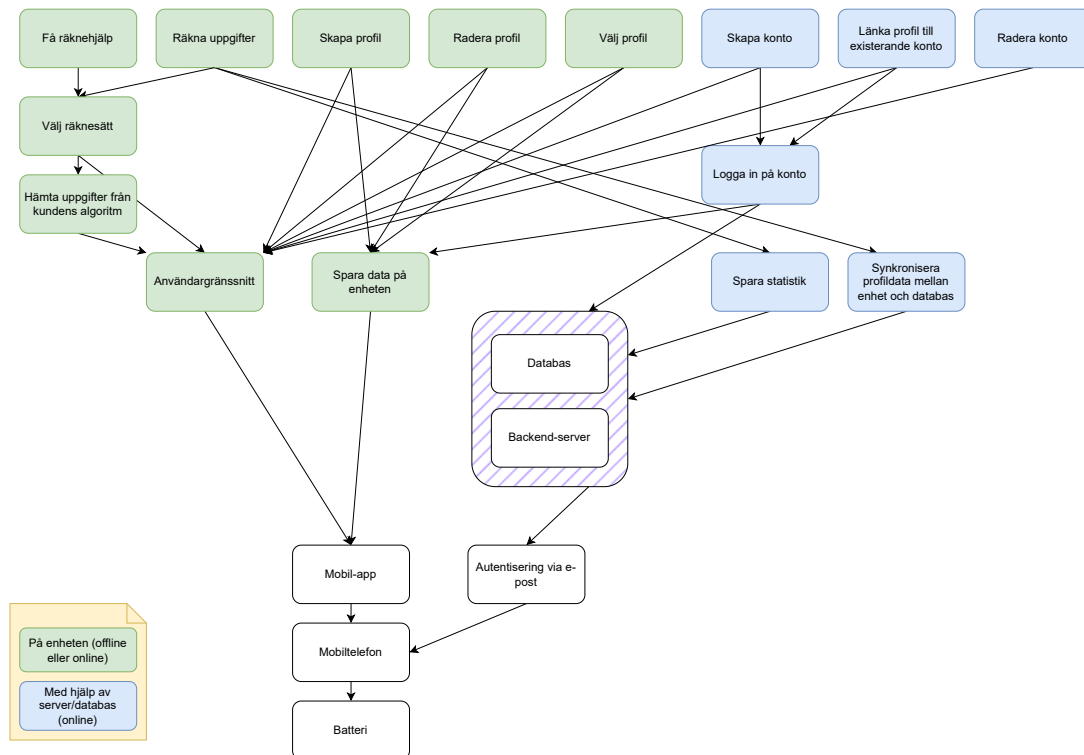 Få räknehjälp
Räkna uppgifter
Skapa profil
Radera profil
Välj profil
Skapa konto
Länka profil till
existerande konto
Radera konto
Välj räknesätt
Logga in på konto
Hämta uppgifter från
kundens algoritm
Användargränssnitt
Spara data på
enheten
Spara statistik
Synkronisera
profildata mellan
enhet och databas
Databas
Backend-server
Mobil-app
Autentisering via e-
post
Mobiltelefon
Batteri
På enheten (offline
eller online)
Med hjälp av
server/databas
(online)